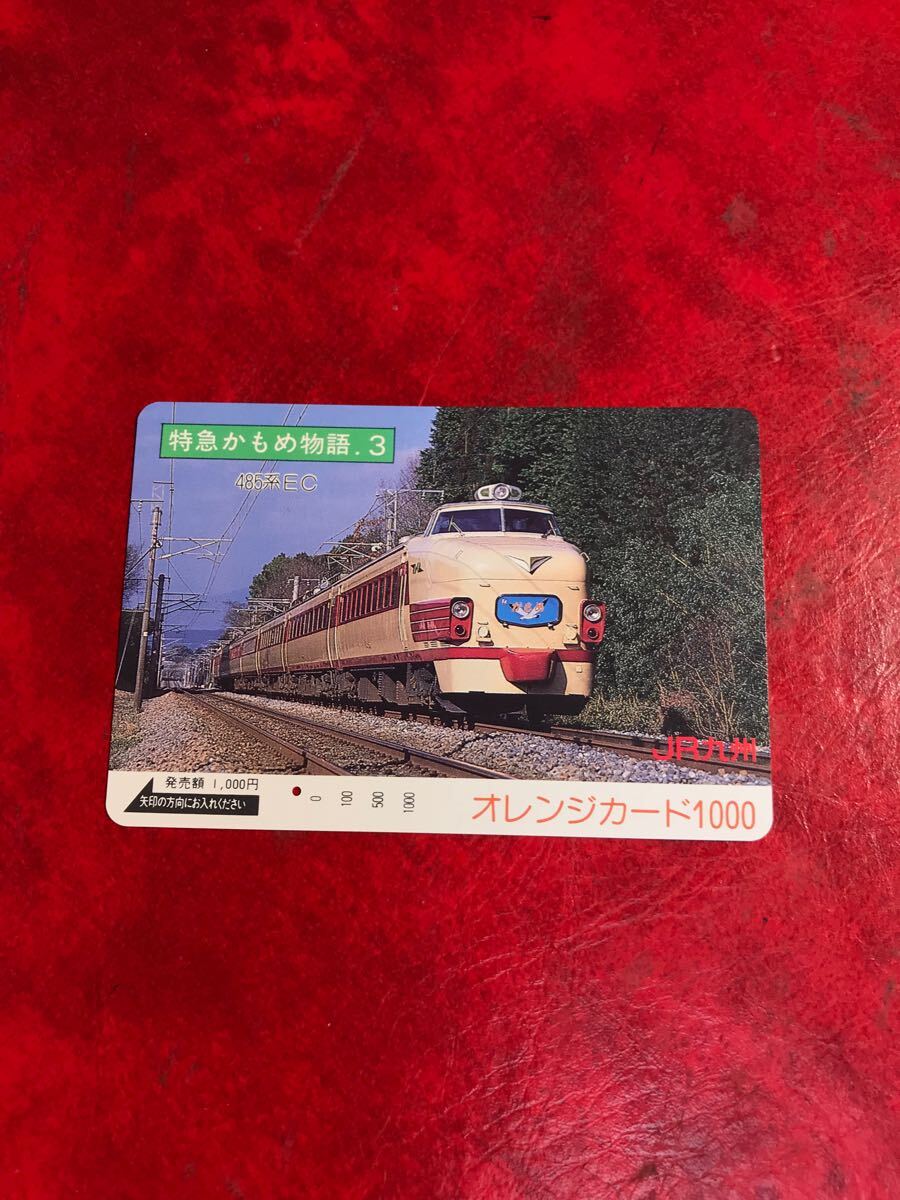 特急かもめ物語.3
485系EC
JR九州
発売額 1,000円
矢印の方向にお入れください
0 100 500 1000
オレンジカード1000